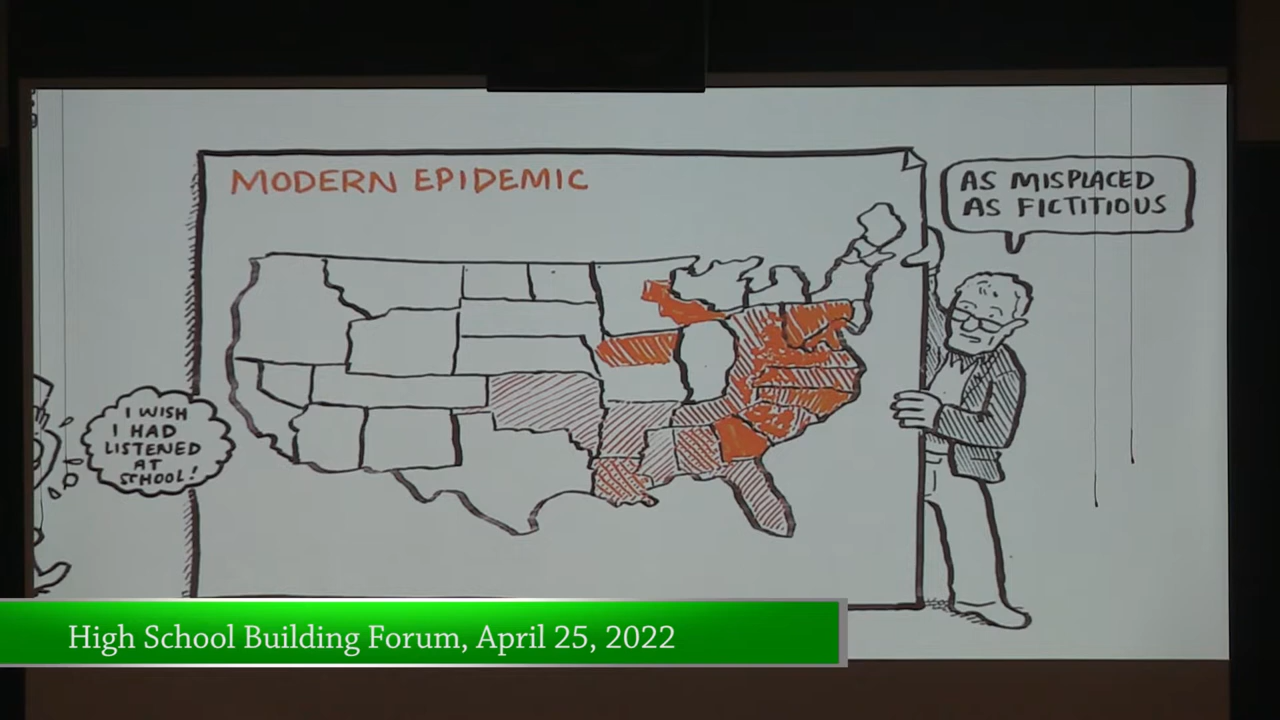 MODERN EPIDEMIC
AS MISPLACED
AS FICTITIOUS
I WISH
I HAD
LISTENED
AT
SCHOOL!
High School Building Forum, April 25, 2022